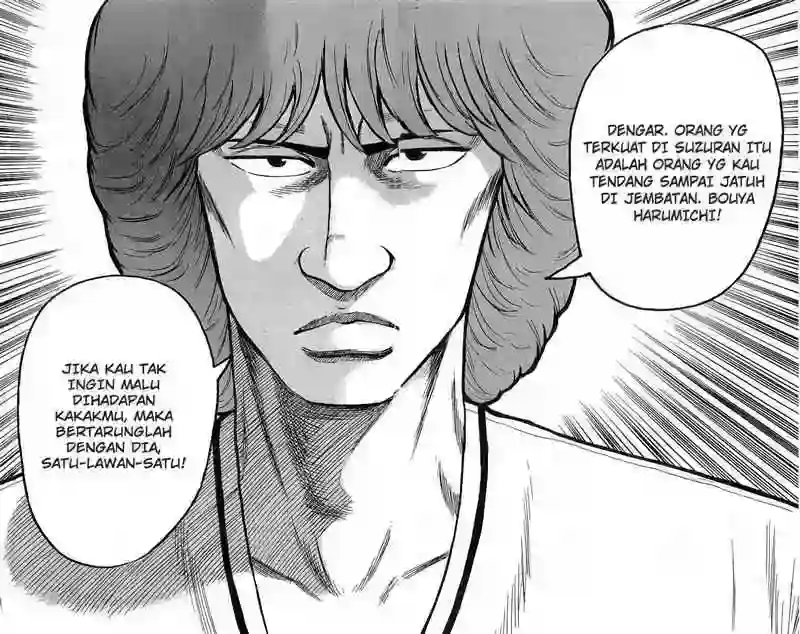 DENGAR. ORANG YG
TERKUAT DI SUZURAN ITU
ADALAH ORANG YG KAU
TENDANG SAMPAI JATUH
DI JEMBATAN. BOUYA
HARUMICHI!
JIKA KAU TAK
INGIN MALU
DIHADAPAN
KAKAKMU, MAKA
BERTARUNGLAH
DENGAN DIA,
SATU-LAWAN-SATU!